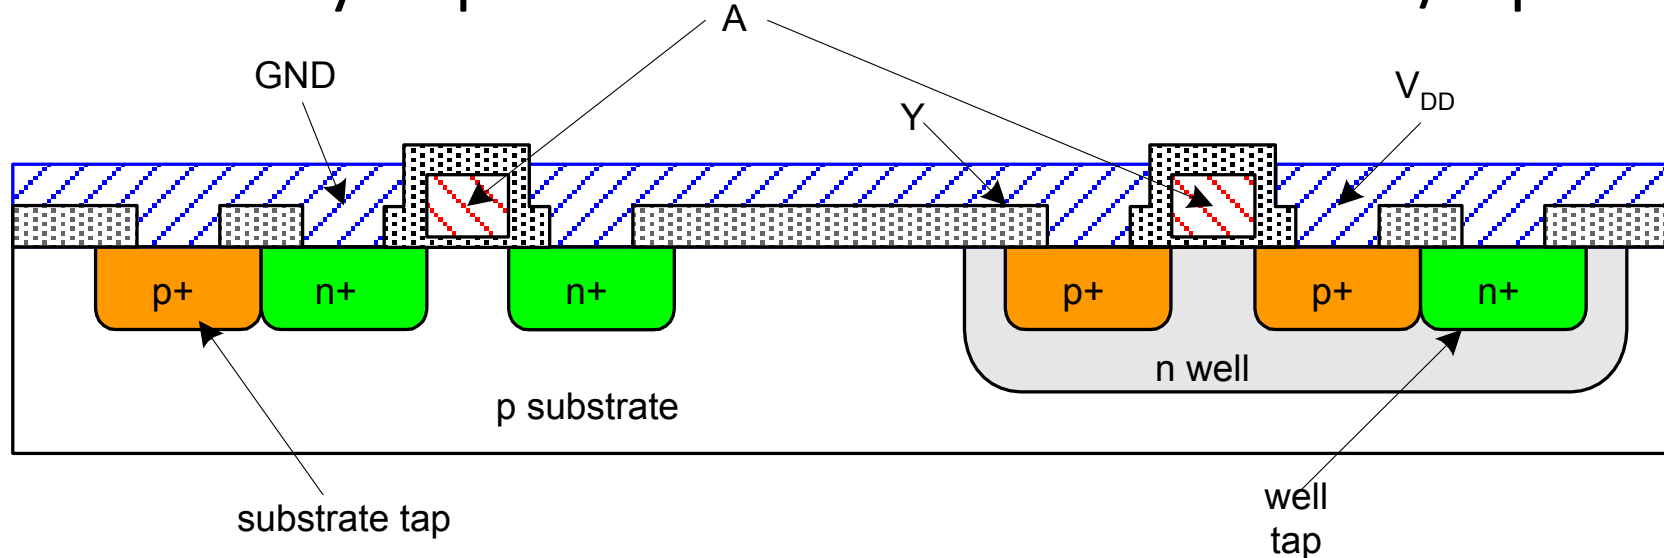 A
GND
Y
VDD
p+
n+
n+
p+
p+
n+
n well
p substrate
substrate tap
well
tap